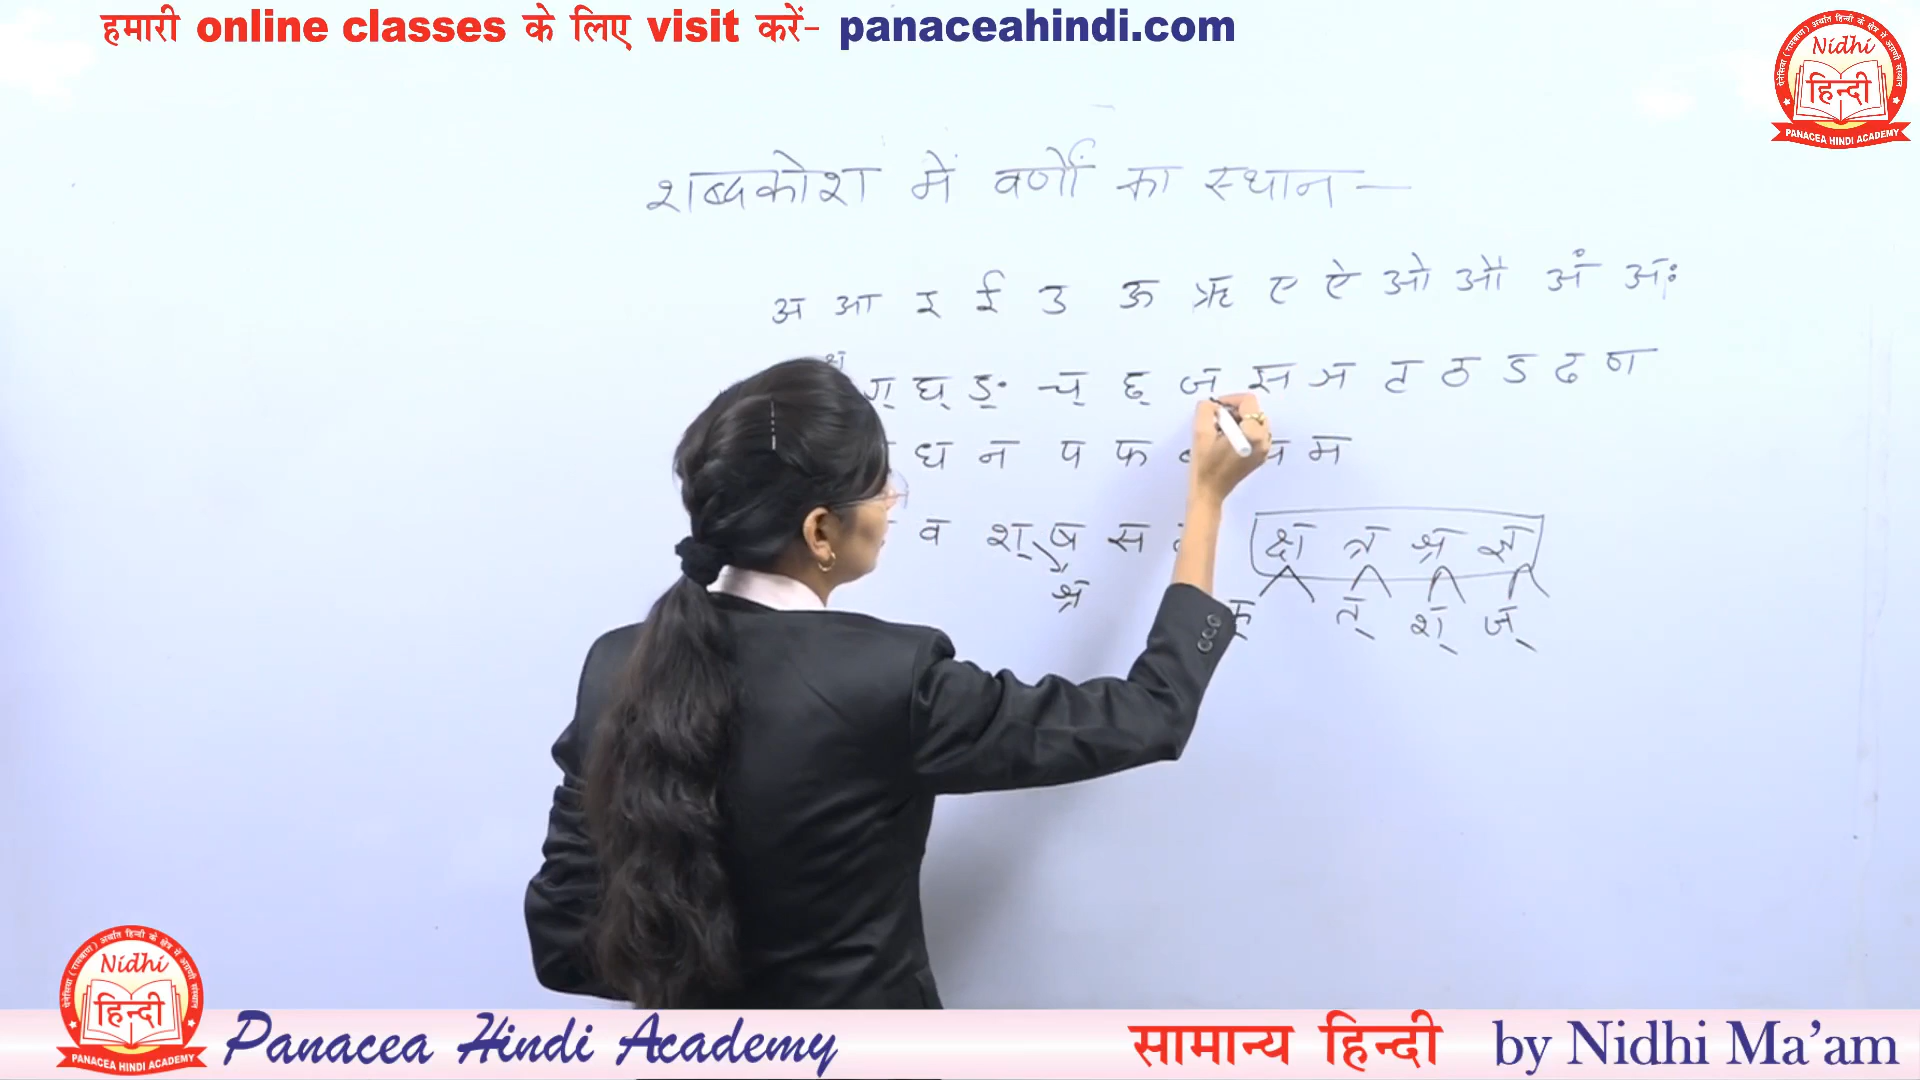 हमारी online classes के लिए visit करें- panaceahindi.com
Nidhi
हिन्दी
PANACEA HINDI ACADEMY
शब्दकोश में वर्णों का स्थान —
अ आ इ ई उ ऊ ऋ ए ऐ ओ औ अं अः
क्ष
ग् घ् ङ् च् छ् ज् झ ञ ट ठ ड ढ ण
ध न प फ म
व श् ष स क्ष त्र श्र ज्ञ
श्र क् त् श् ज्
Nidhi
हिन्दी
PANACEA HINDI ACADEMY
Panacea Hindi Academy
सामान्य हिन्दी by Nidhi Ma'am